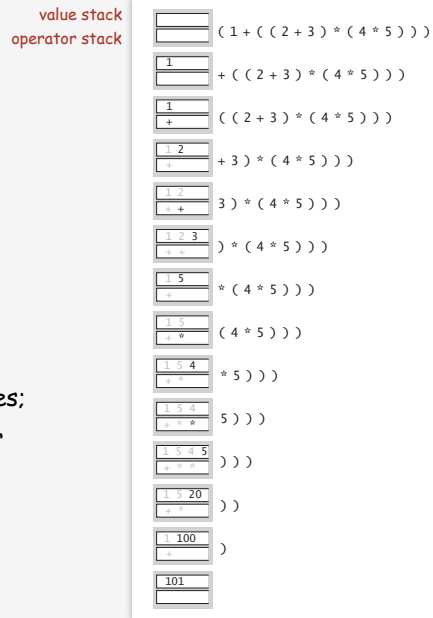 value stack
operator stack
( 1 + ( ( 2 + 3 ) * ( 4 * 5 ) ) )
1
+ ( ( 2 + 3 ) * ( 4 * 5 ) ) )
1
+
( ( 2 + 3 ) * ( 4 * 5 ) ) )
1 2
+
+ 3 ) * ( 4 * 5 ) ) )
1 2
+ +
3 ) * ( 4 * 5 ) ) )
1 2 3
+ +
) * ( 4 * 5 ) ) )
1 5
+
* ( 4 * 5 ) ) )
1 5
+ *
( 4 * 5 ) ) )
1 5 4
+ *
* 5 ) ) )
es;
1 5 4
+ * *
5 ) ) )
1 5 4 5
+ * *
) ) )
1 5 20
+ *
) )
1 100
+
)
101